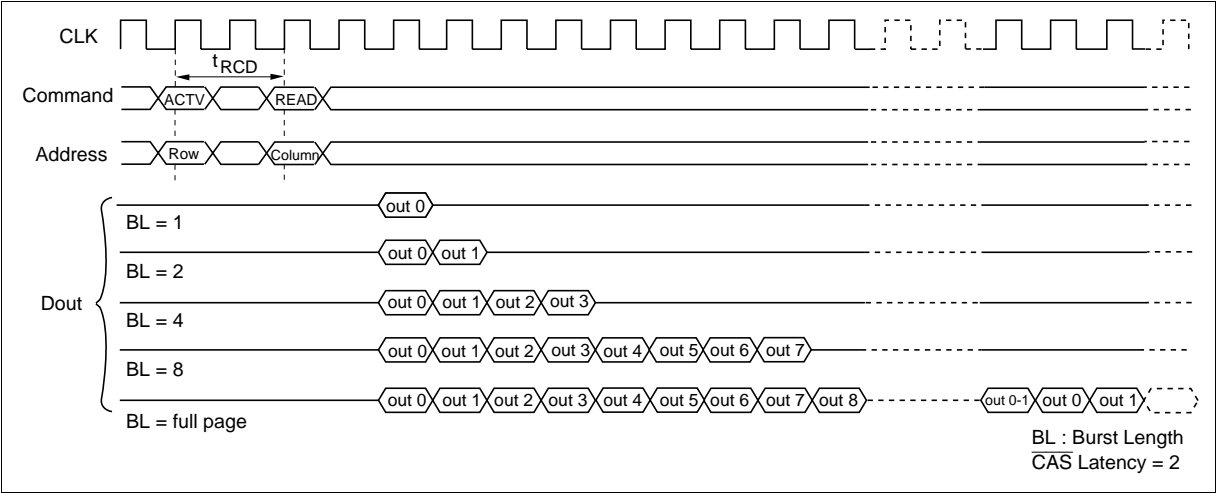 CLK
tRCD
Command ACTV READ
Address Row Column
out 0
BL = 1
out 0 out 1
BL = 2
Dout
out 0 out 1 out 2 out 3
BL = 4
out 0 out 1 out 2 out 3 out 4 out 5 out 6 out 7
BL = 8
out 0 out 1 out 2 out 3 out 4 out 5 out 6 out 7 out 8 out 0-1 out 0 out 1
BL = full page
BL : Burst Length
CAS Latency = 2